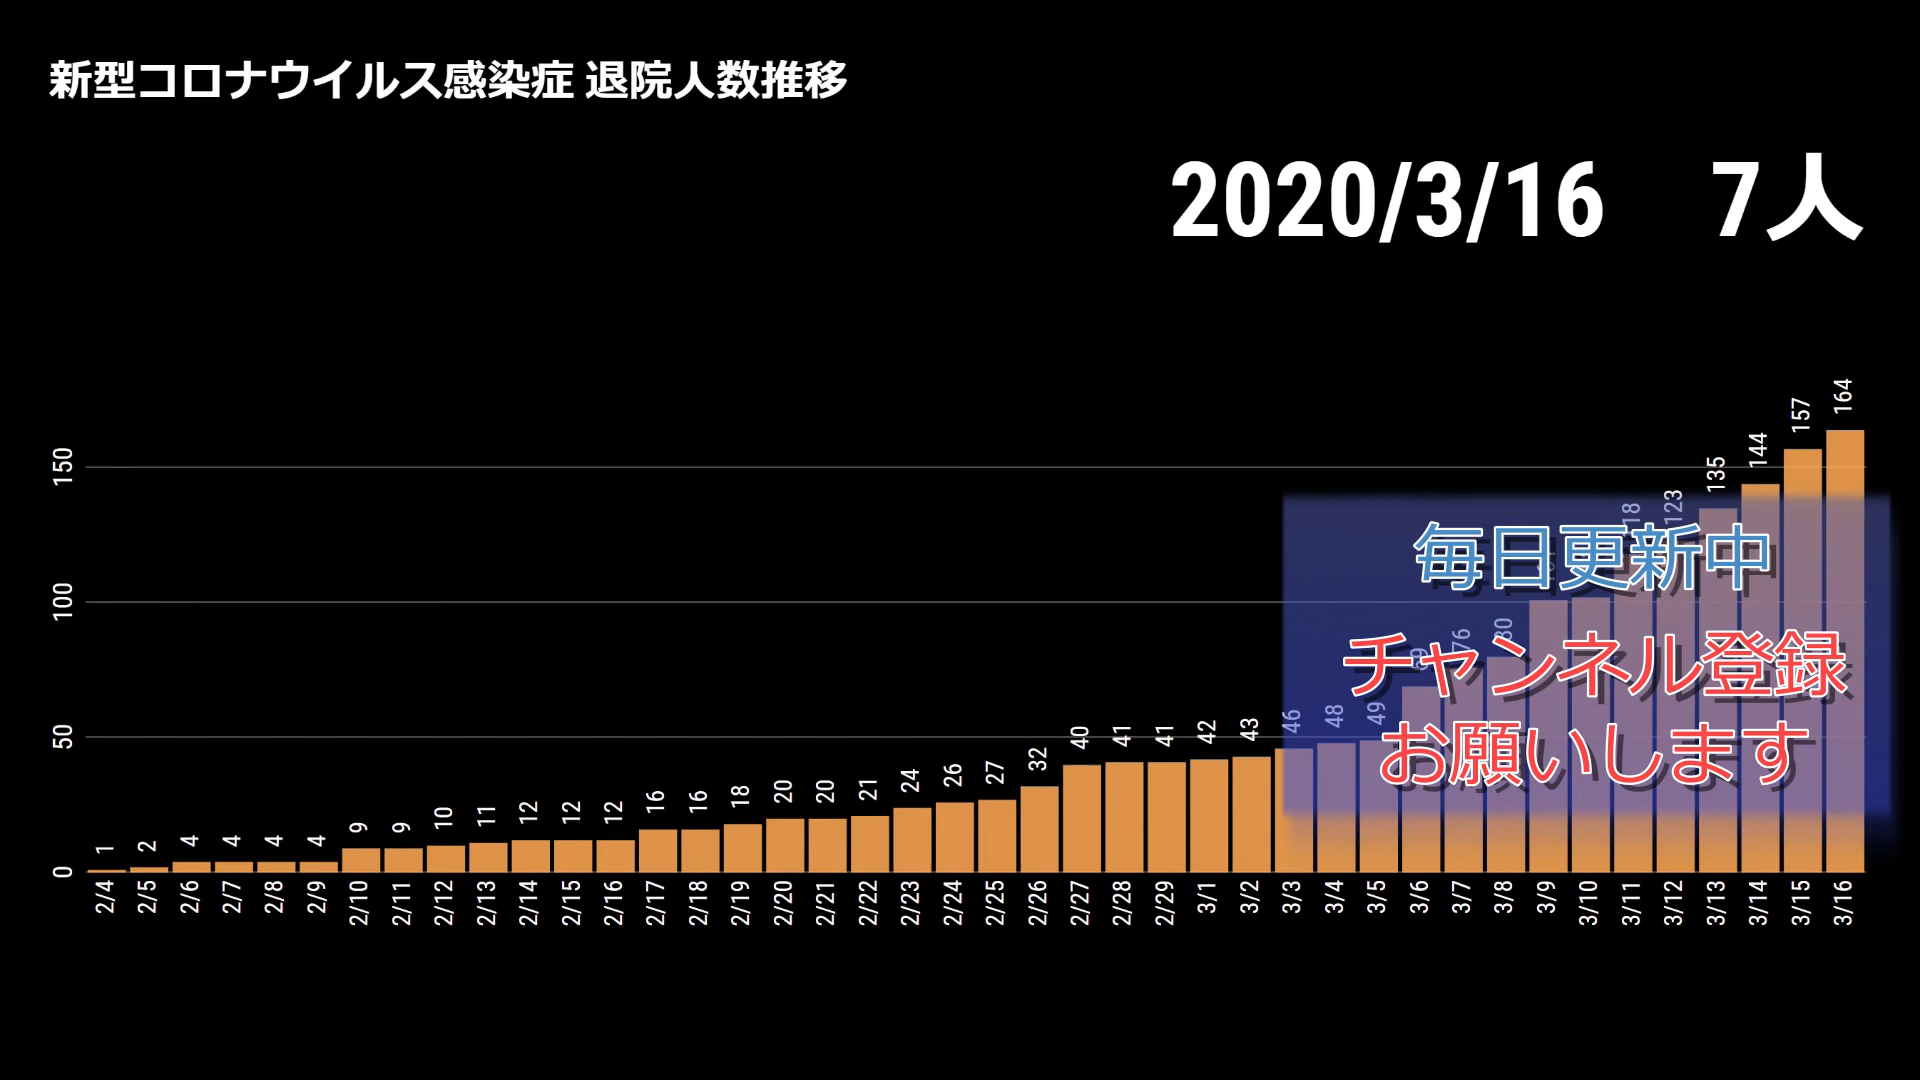 新型コロナウイルス感染症 退院人数推移
2020/3/16 7人
150
100
50
0
1 2 4 4 4 4 9 9 10 11 12 12 12 16 16 18 20 20 21 24 26 27 32 40 41 41 42 43 46 48 49 69 76 80 123 135 144 157 164
2/4 2/5 2/6 2/7 2/8 2/9 2/10 2/11 2/12 2/13 2/14 2/15 2/16 2/17 2/18 2/19 2/20 2/21 2/22 2/23 2/24 2/25 2/26 2/27 2/28 2/29 3/1 3/2 3/3 3/4 3/5 3/6 3/7 3/8 3/9 3/10 3/11 3/12 3/13 3/14 3/15 3/16
毎日更新中
チャンネル登録
お願いします